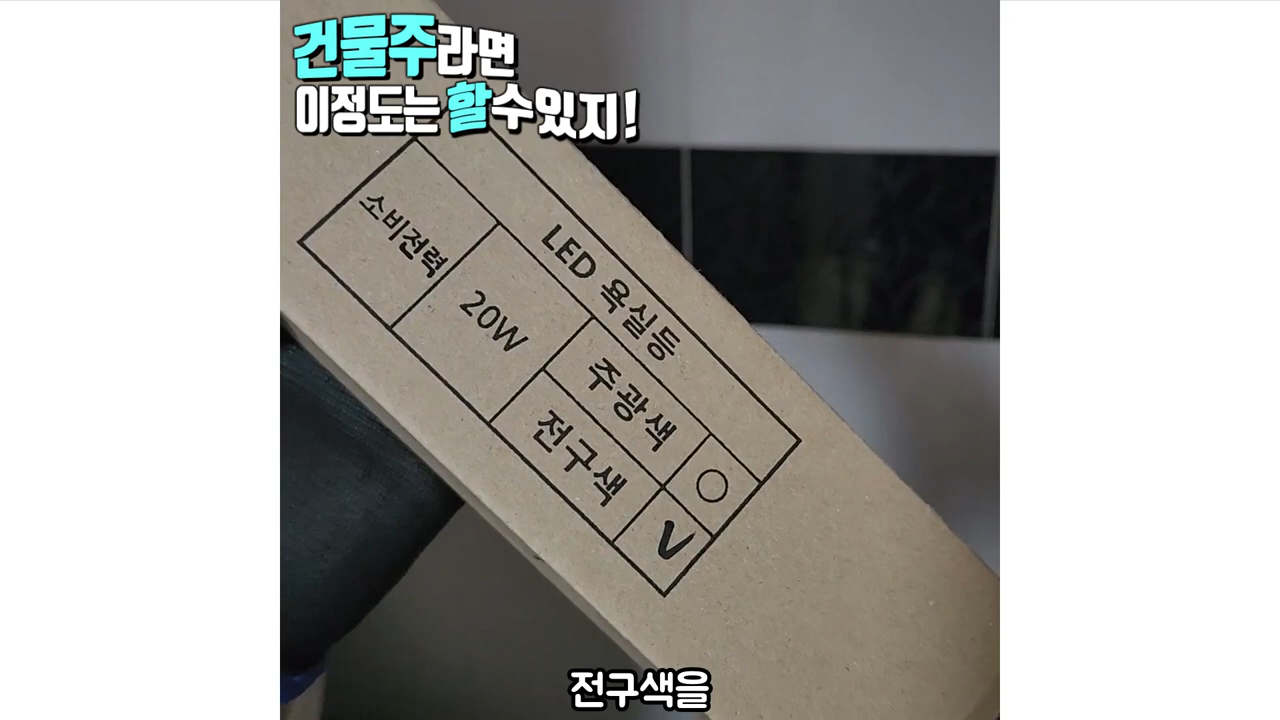 건물주라면
이정도는 할수있지!
LED 욕실등
소비전력
20W
주광색 ○
전구색 V
전구색을